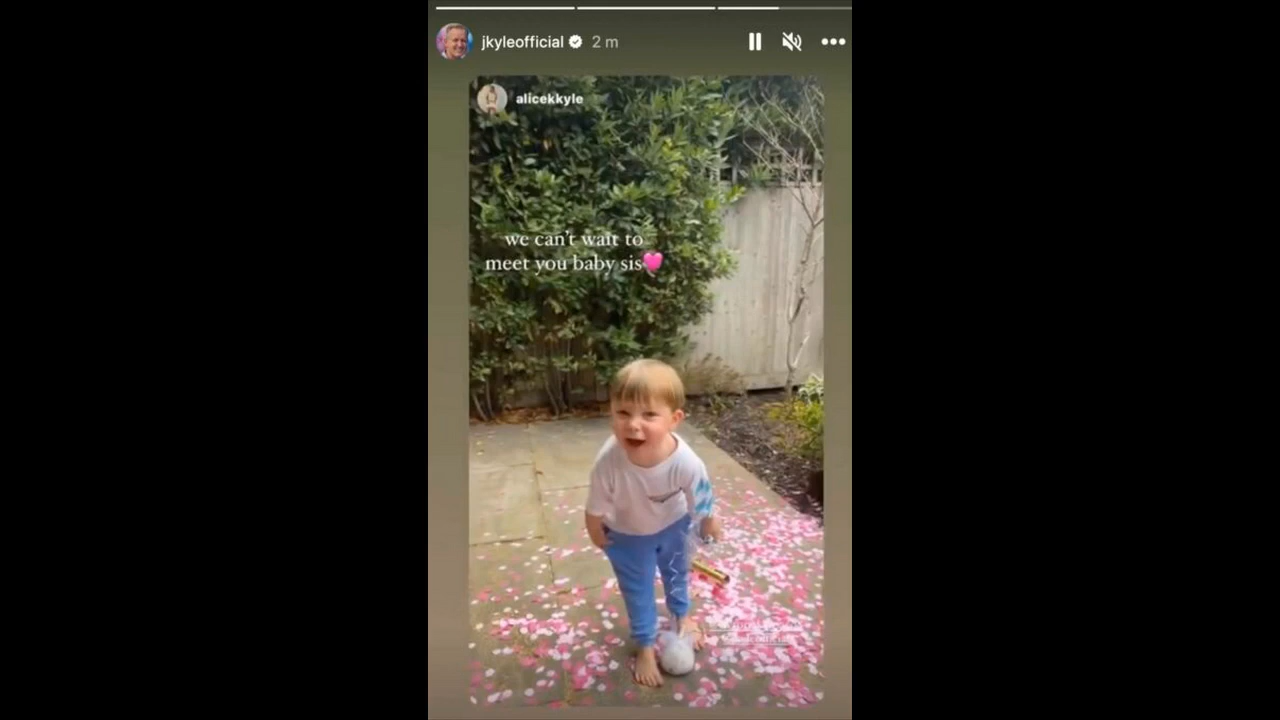 jkyleofficial 2 m
alicekkyle
we can't wait to
meet you baby sis